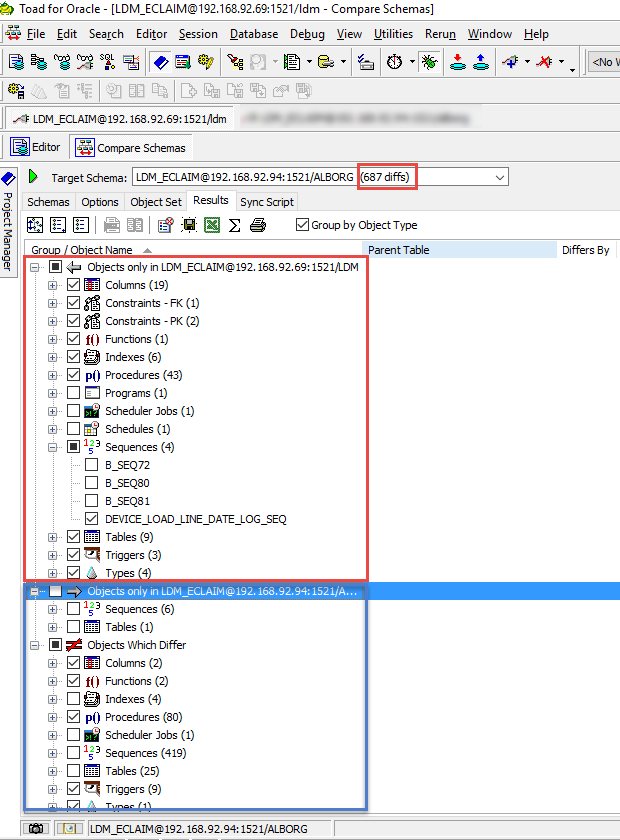 Toad for Oracle - [LDM_ECLAIM@192.168.92.69:1521/ldm - Compare Schemas]
File Edit Search Editor Session Database Debug View Utilities Rerun Window Help
SQL
<No W
LDM_ECLAIM@192.168.92.69:1521/ldm
Editor Compare Schemas
Project Manager
Target Schema: LDM_ECLAIM@192.168.92.94:1521/ALBORG (687 diffs)
Schemas Options Object Set Results Sync Script
Group by Object Type
Group / Object Name Parent Table Differs By
Objects only in LDM_ECLAIM@192.168.92.69:1521/LDM
Columns (19)
Constraints - FK (1)
Constraints - PK (2)
f() Functions (1)
Indexes (6)
p() Procedures (43)
Programs (1)
Scheduler Jobs (1)
Schedules (1)
Sequences (4)
B_SEQ72
B_SEQ80
B_SEQ81
DEVICE_LOAD_LINE_DATE_LOG_SEQ
Tables (9)
Triggers (3)
Types (4)
Objects only in LDM_ECLAIM@192.168.92.94:1521/A...
Sequences (6)
Tables (1)
Objects Which Differ
Columns (2)
f() Functions (2)
Indexes (4)
p() Procedures (80)
Scheduler Jobs (1)
Sequences (419)
Tables (25)
Triggers (9)
Types (1)
LDM_ECLAIM@192.168.92.94:1521/ALBORG